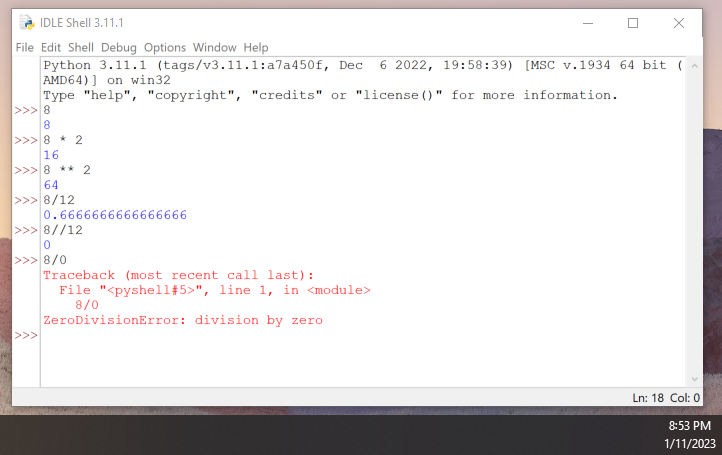 IDLE Shell 3.11.1
File Edit Shell Debug Options Window Help
Python 3.11.1 (tags/v3.11.1:a7a450f, Dec  6 2022, 19:58:39) [MSC v.1934 64 bit (
AMD64)] on win32
Type "help", "copyright", "credits" or "license()" for more information.
>>> 8
8
>>> 8 * 2
16
>>> 8 ** 2
64
>>> 8/12
0.6666666666666666
>>> 8//12
0
>>> 8/0
Traceback (most recent call last):
  File "<pyshell#5>", line 1, in <module>
    8/0
ZeroDivisionError: division by zero
>>>
Ln: 18 Col: 0
8:53 PM
1/11/2023